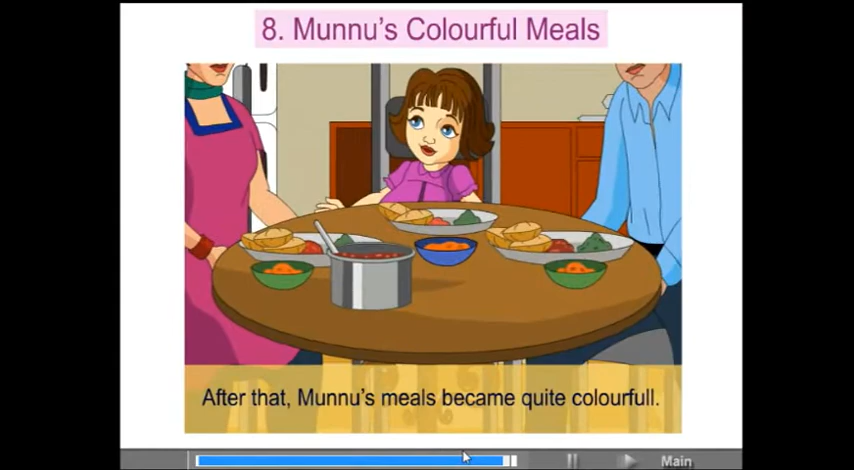 8. Munnu's Colourful Meals
After that, Munnu's meals became quite colourfull.
Main